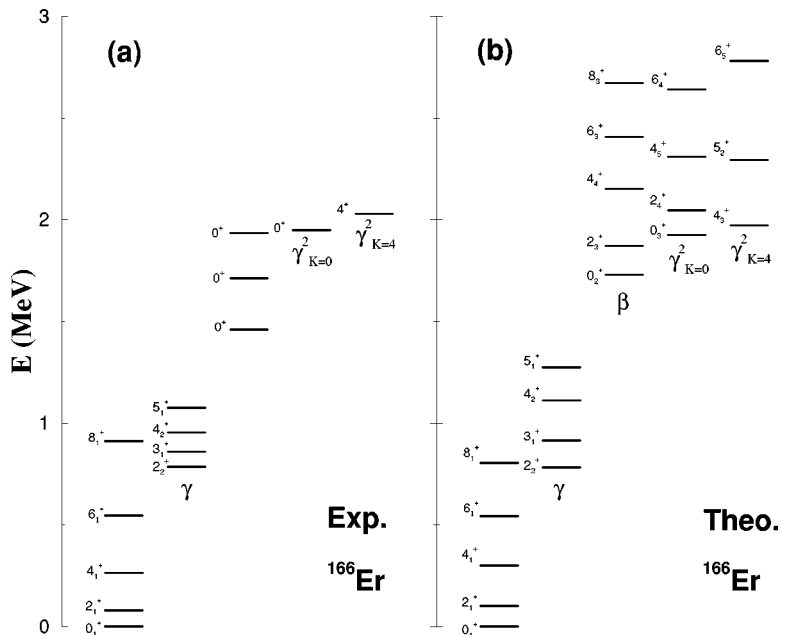 3
2
1
0
E (MeV)
(a)
0₁⁺
2₁⁺
4₁⁺
6₁⁺
8₁⁺
2₂⁺
3₁⁺
4₂⁺
5₁⁺
γ
0⁺
0⁺
0⁺
0⁺
γ²K=0
4⁺
γ²K=4
Exp.
¹⁶⁶Er
(b)
0₁⁺
2₁⁺
4₁⁺
6₁⁺
8₁⁺
2₂⁺
3₁⁺
4₂⁺
5₁⁺
γ
0₂⁺
2₃⁺
4₄⁺
6₃⁺
8₃⁺
β
0₃⁺
2₄⁺
4₅⁺
6₄⁺
γ²K=0
4₃⁺
5₂⁺
6₅⁺
γ²K=4
Theo.
¹⁶⁶Er